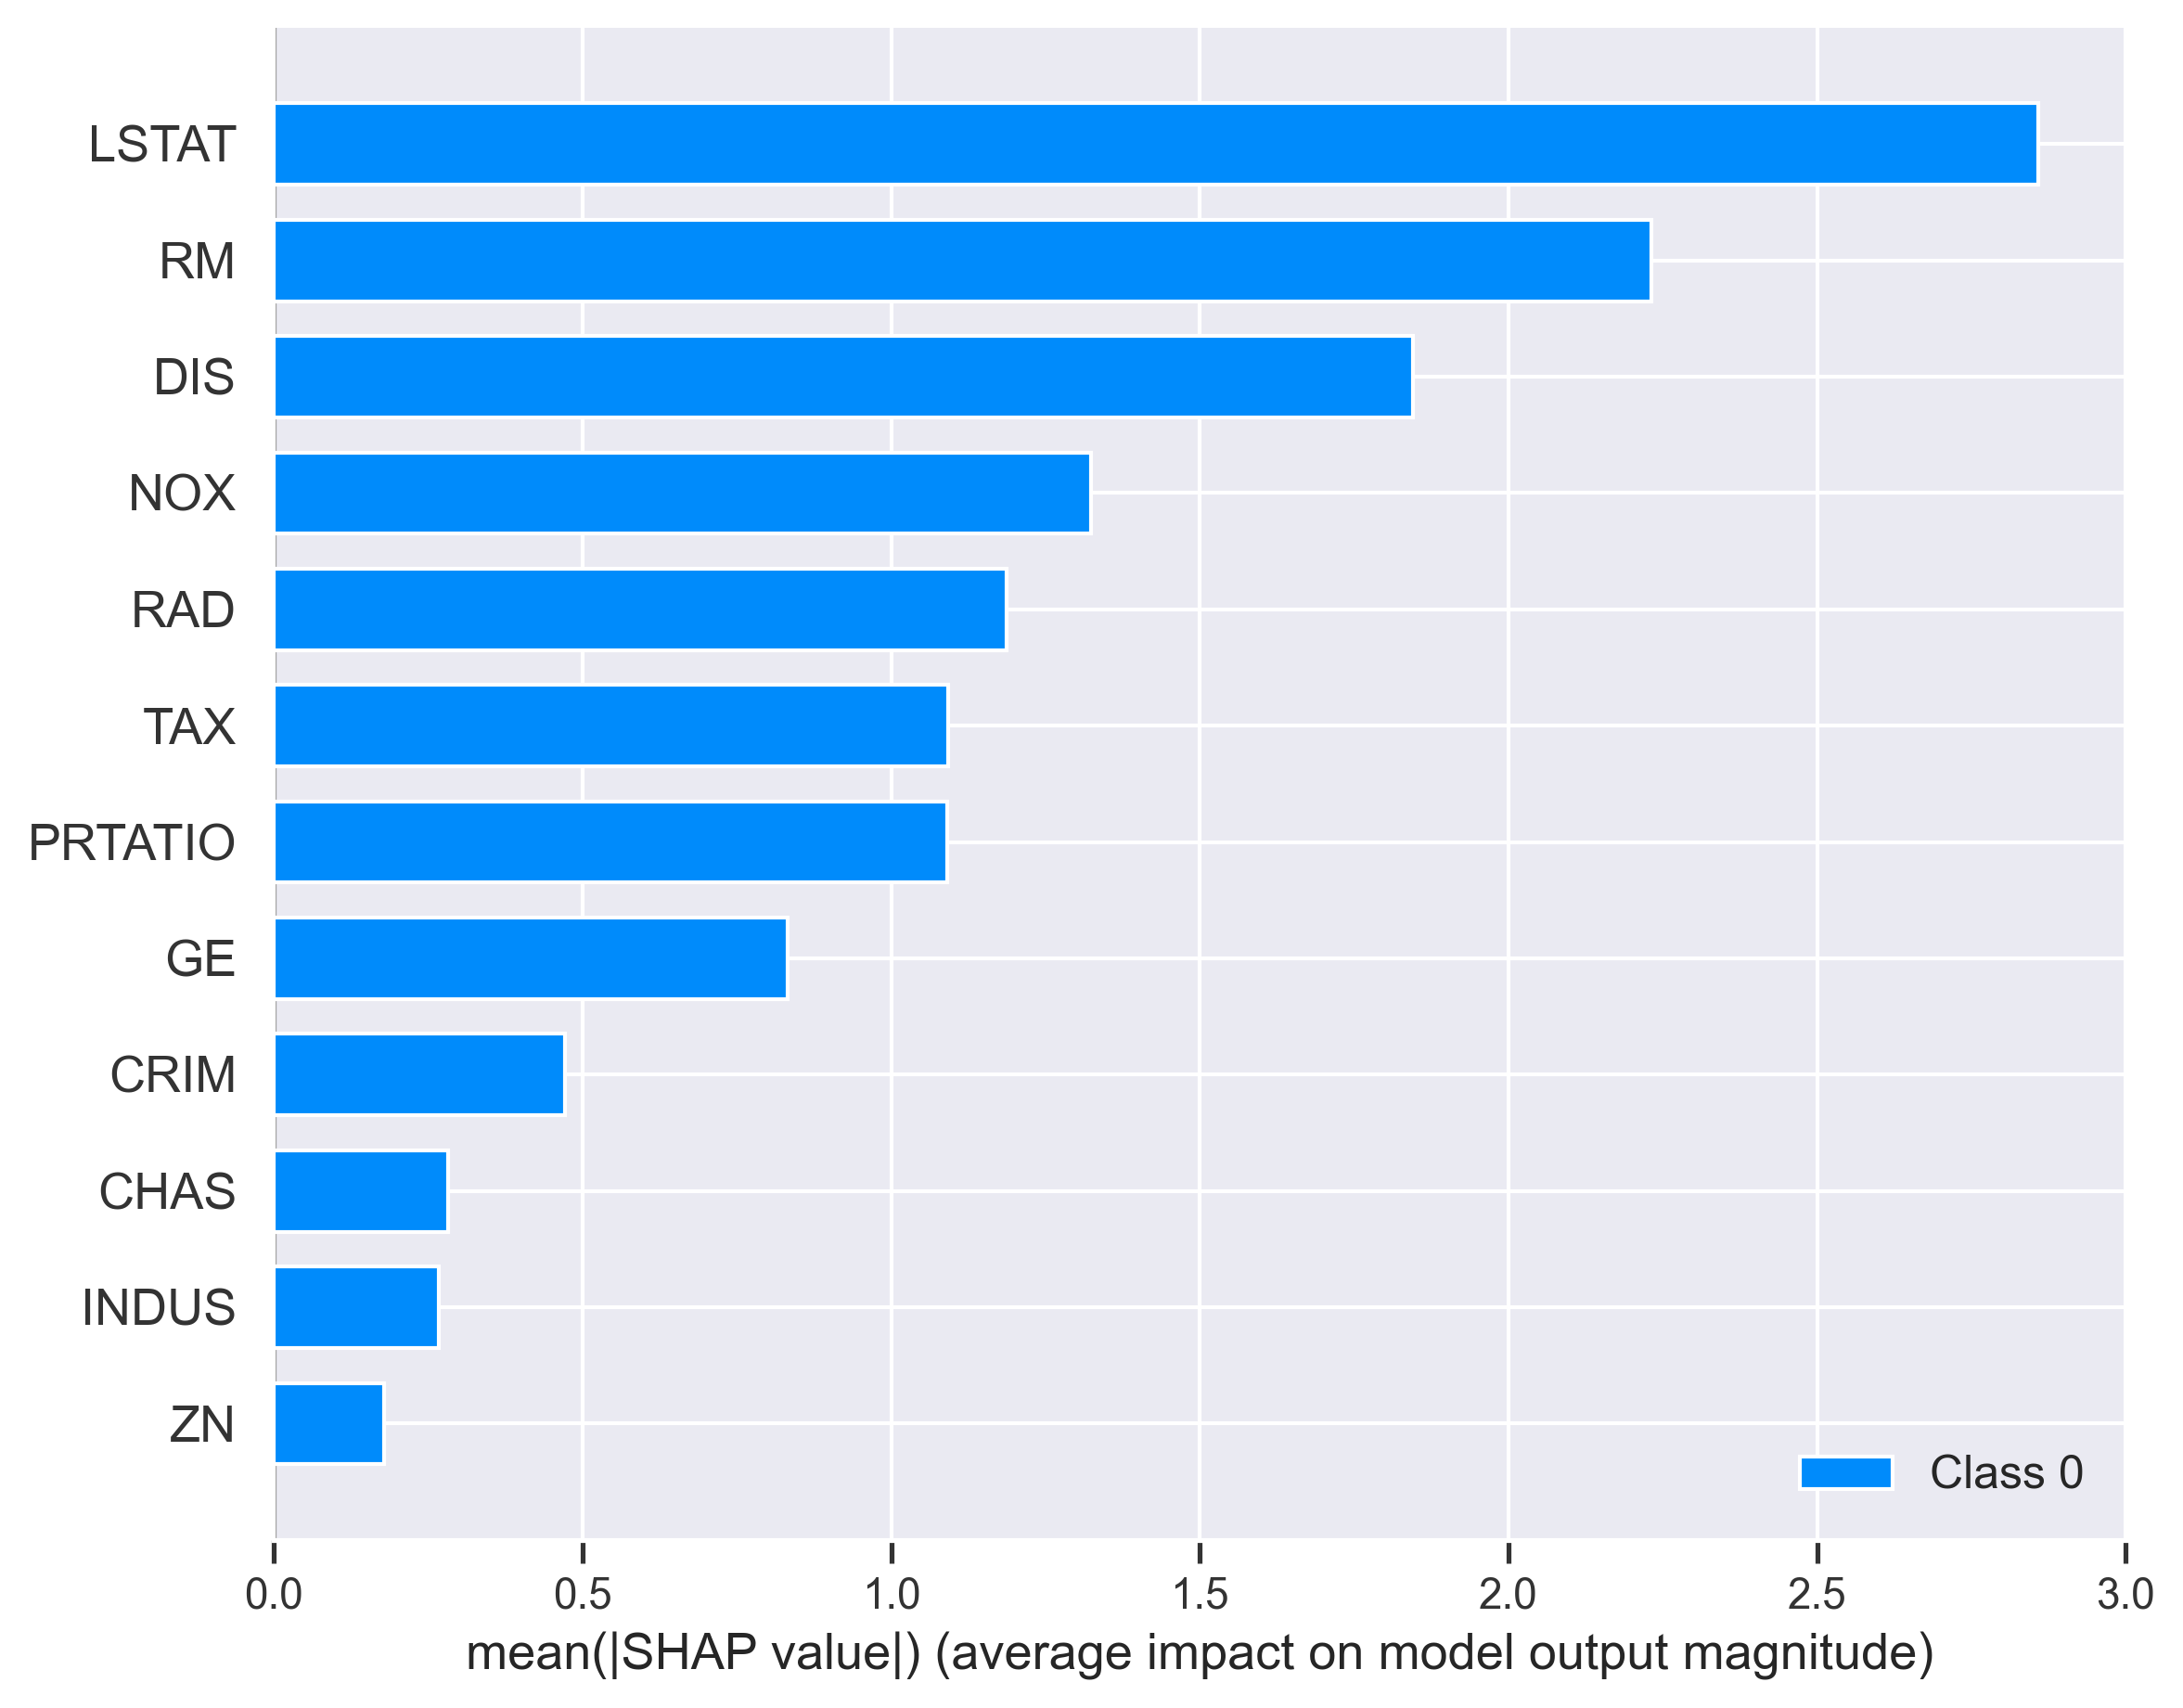 LSTAT
RM
DIS
NOX
RAD
TAX
PRTATIO
GE
CRIM
CHAS
INDUS
ZN
Class 0
0.0 0.5 1.0 1.5 2.0 2.5 3.0
mean(|SHAP value|) (average impact on model output magnitude)